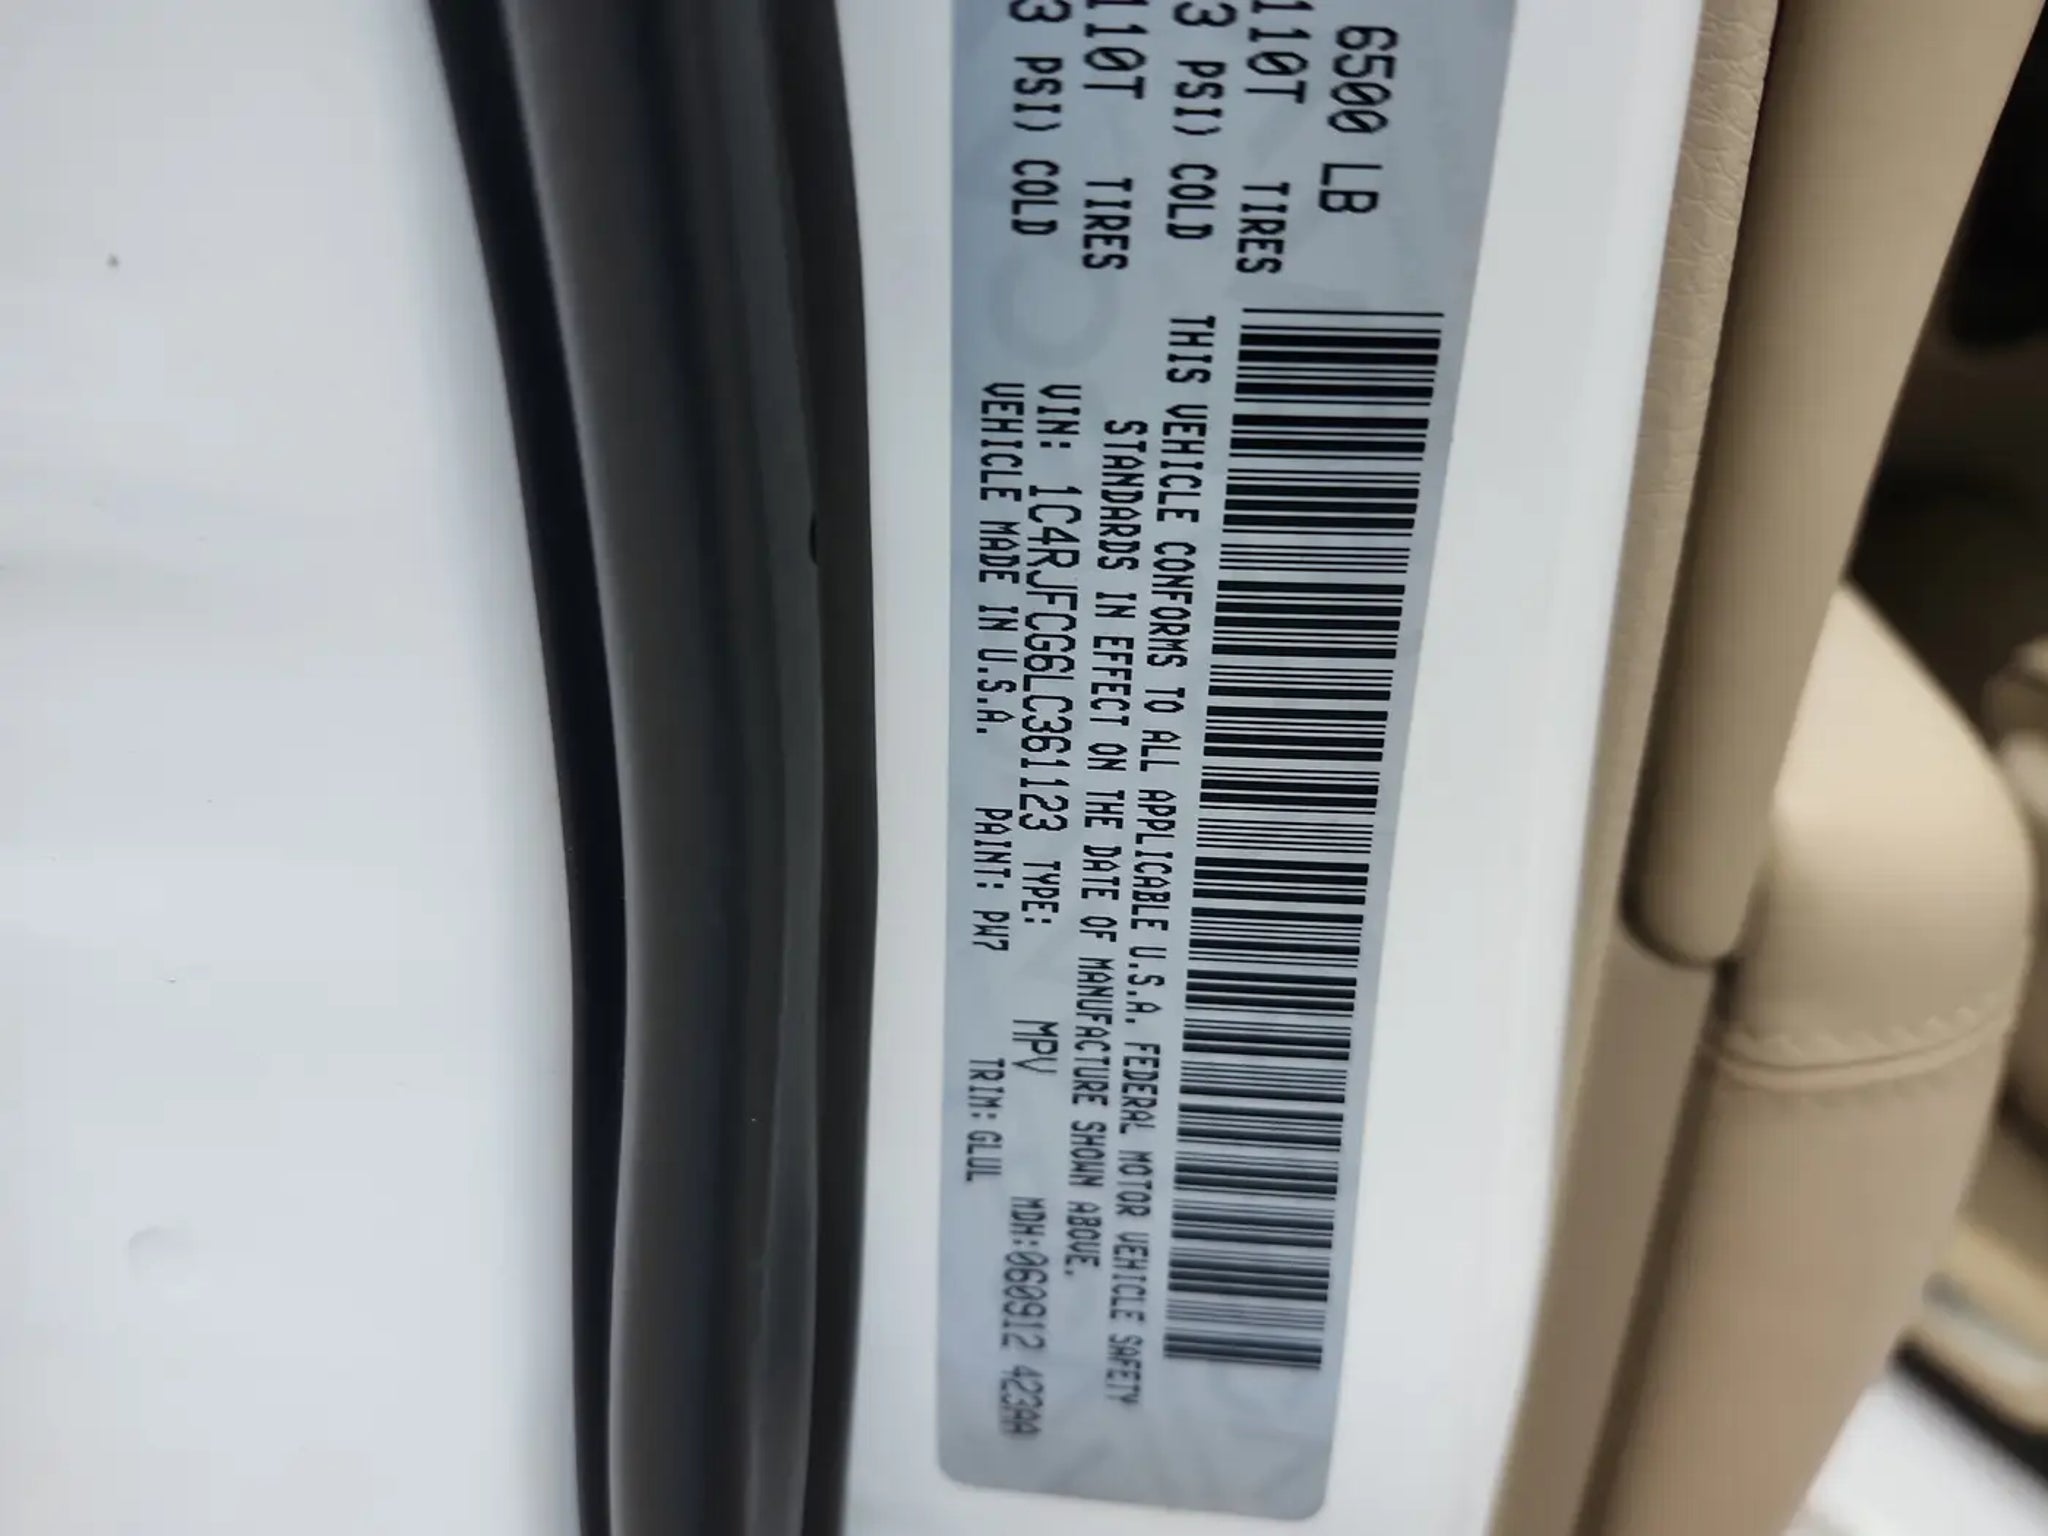 6500 LB
110T TIRES
3 PSI) COLD
110T TIRES
3 PSI) COLD
THIS VEHICLE CONFORMS TO ALL APPLICABLE U.S.A. FEDERAL MOTOR VEHICLE SAFETY
STANDARDS IN EFFECT ON THE DATE OF MANUFACTURE SHOWN ABOVE.
VIN: 1C4RJFCG6LC361123 TYPE: MPV MDH:060912 423AA
VEHICLE MADE IN U.S.A. PAINT: PW7 TRIM: GLUL